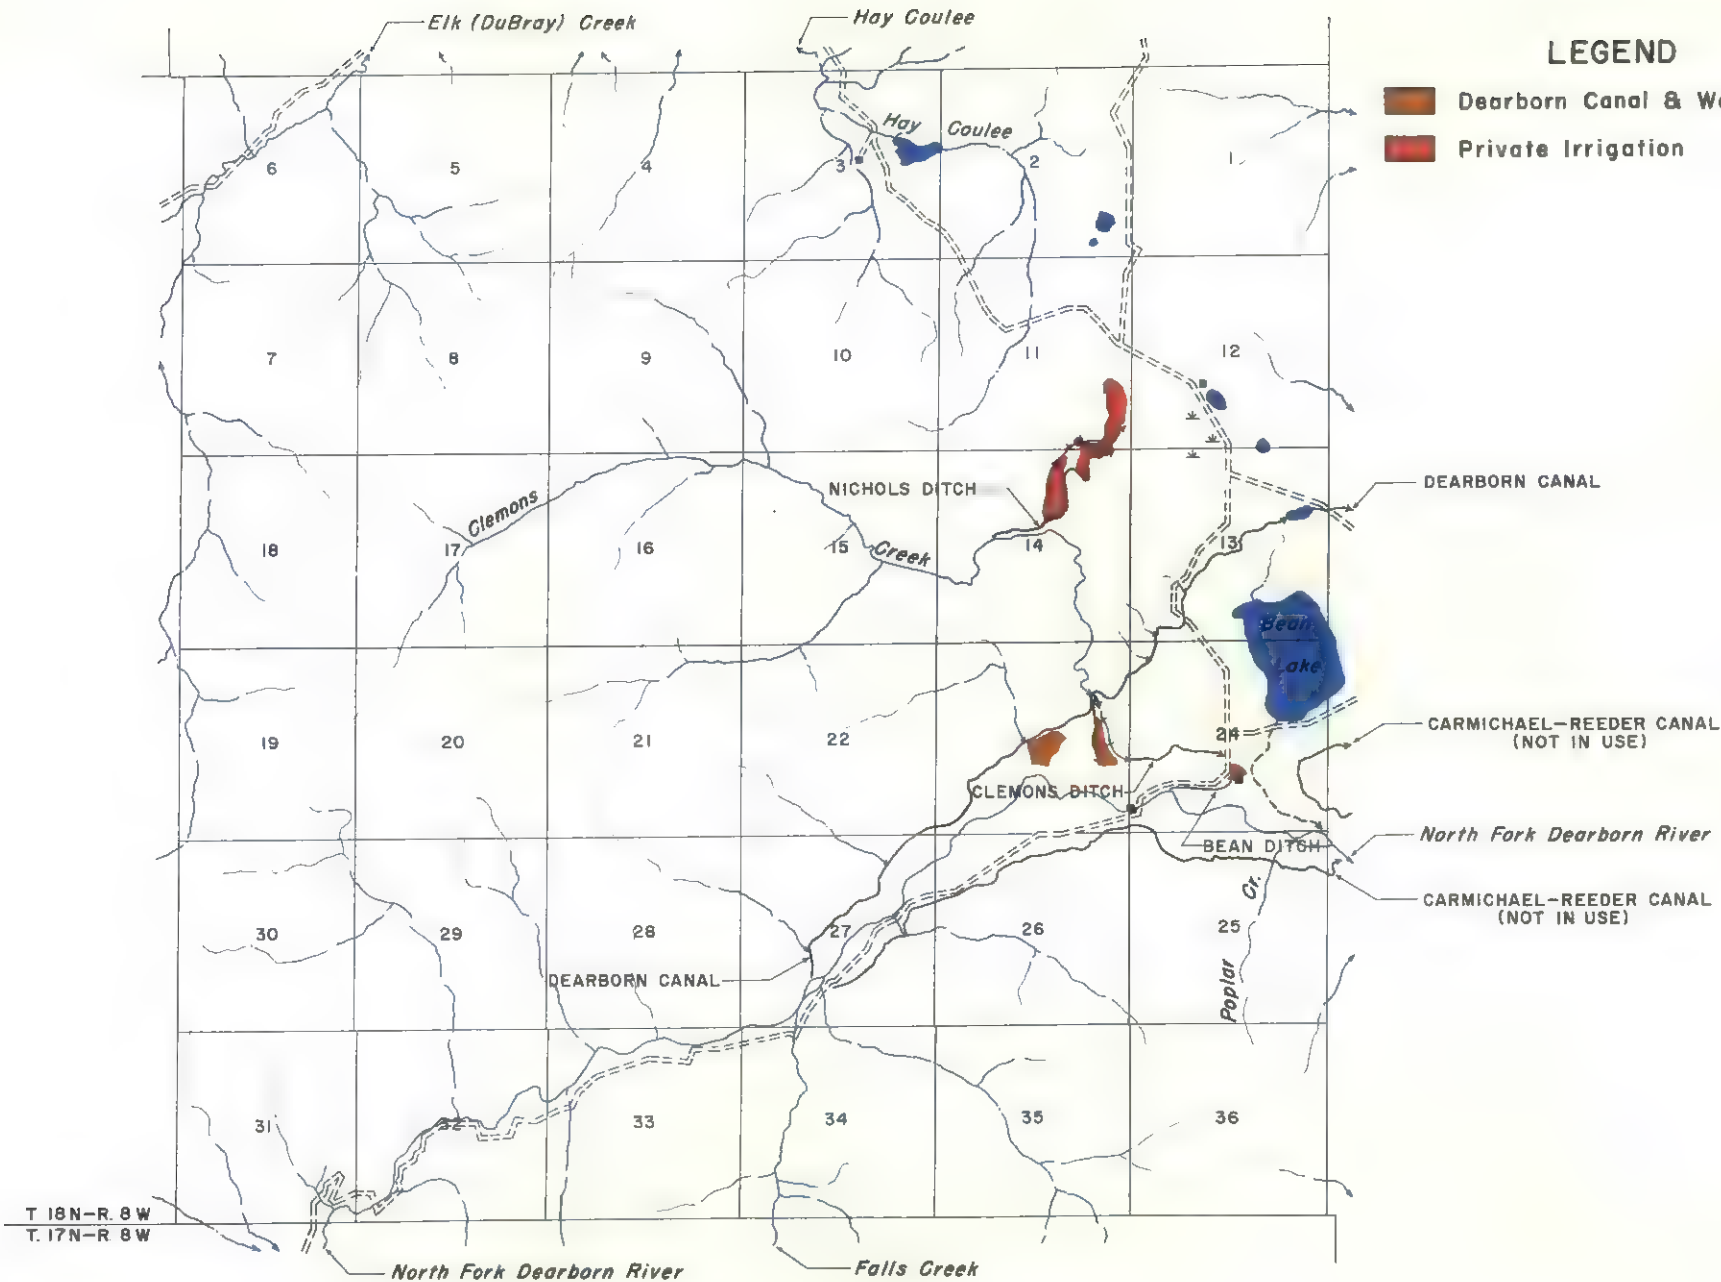 Elk (DuBray) Creek
Hay Coulee
LEGEND
Dearborn Canal &
Private Irrigation
Hay Coulee
6 5 4 3 2 1
7 8 9 10 11 12
NICHOLS DITCH
DEARBORN CANAL
Clemons Creek
18 17 16 15 14 13
Bean Lake
19 20 21 22 24
CARMICHAEL-REEDER CANAL
(NOT IN USE)
CLEMONS DITCH
BEAN DITCH
North Fork Dearborn River
CARMICHAEL-REEDER CANAL
(NOT IN USE)
30 29 28 27 26 25
Poplar Cr.
DEARBORN CANAL
31 32 33 34 35 36
T 18N-R. 8W
T. 17N-R 8W
North Fork Dearborn River
Falls Creek